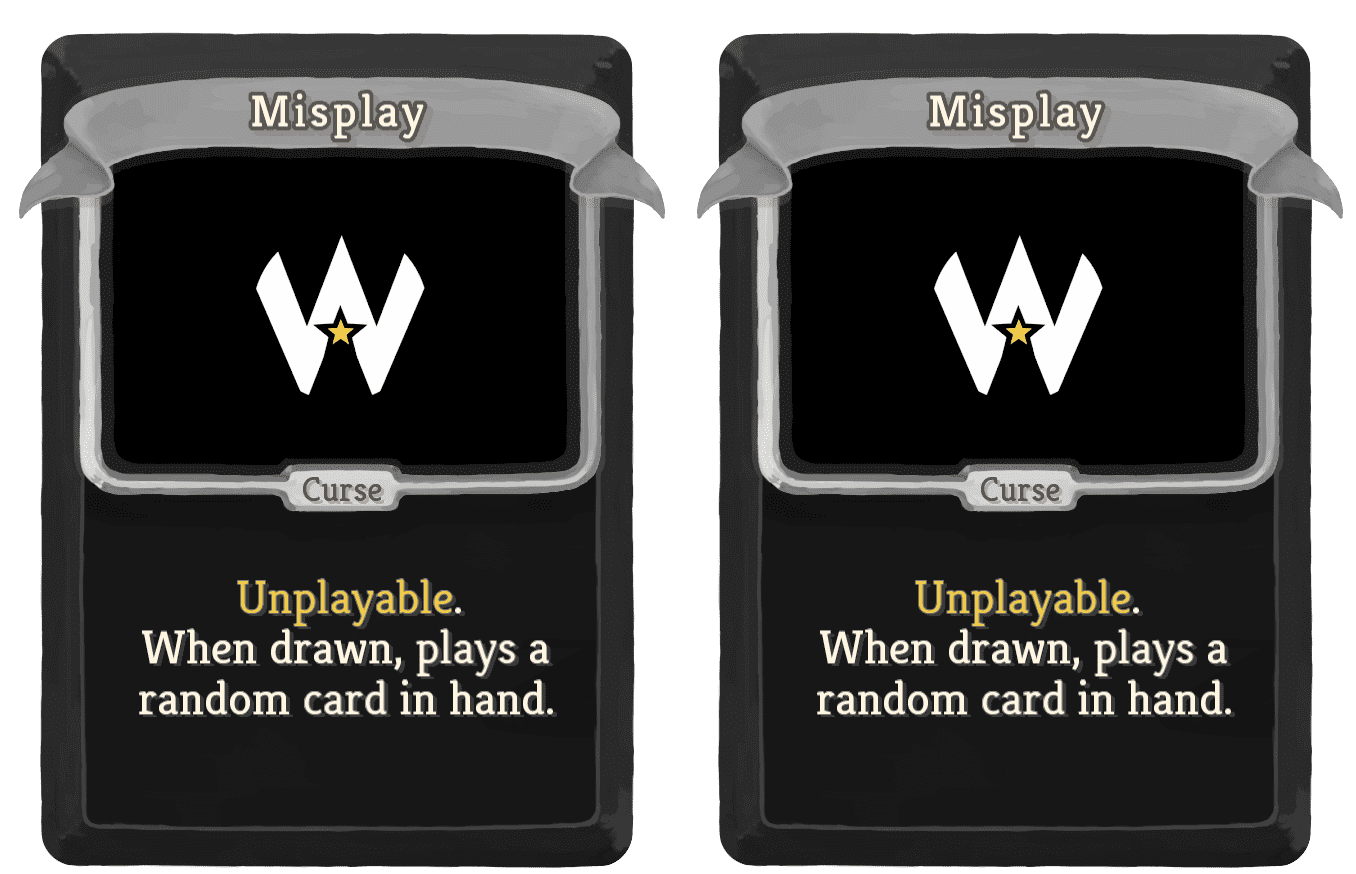 Misplay
Curse
Unplayable.
When drawn, plays a
random card in hand.
Misplay
Curse
Unplayable.
When drawn, plays a
random card in hand.